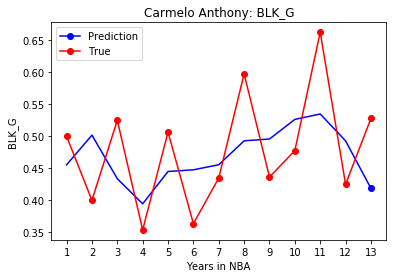 Carmelo Anthony: BLK_G
Prediction
True
0.65
0.60
0.55
0.50
0.45
0.40
0.35
BLK_G
1 2 3 4 5 6 7 8 9 10 11 12 13
Years in NBA